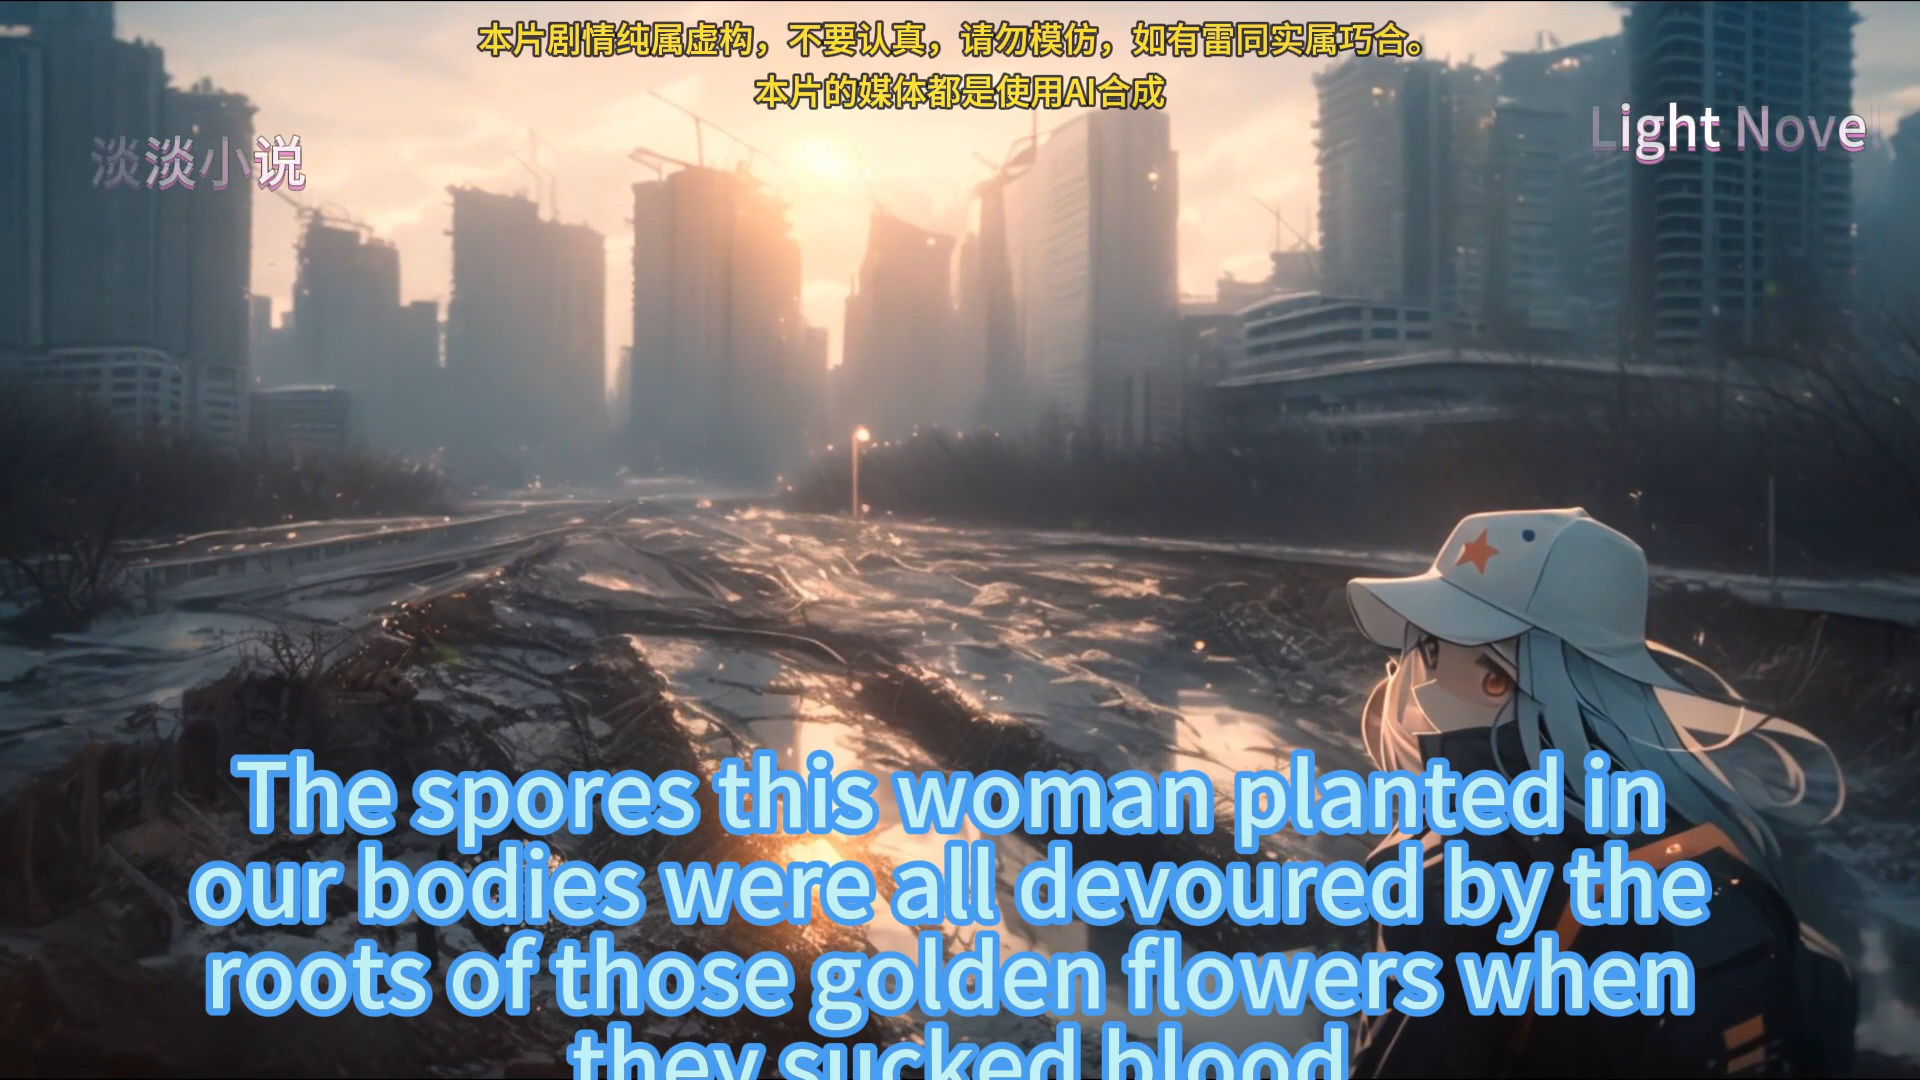 本片剧情纯属虚构，不要认真，请勿模仿，如有雷同实属巧合。
本片的媒体都是使用AI合成
淡淡小说
Light Novel
The spores this woman planted in
our bodies were all devoured by the
roots of those golden flowers when
they sucked blood